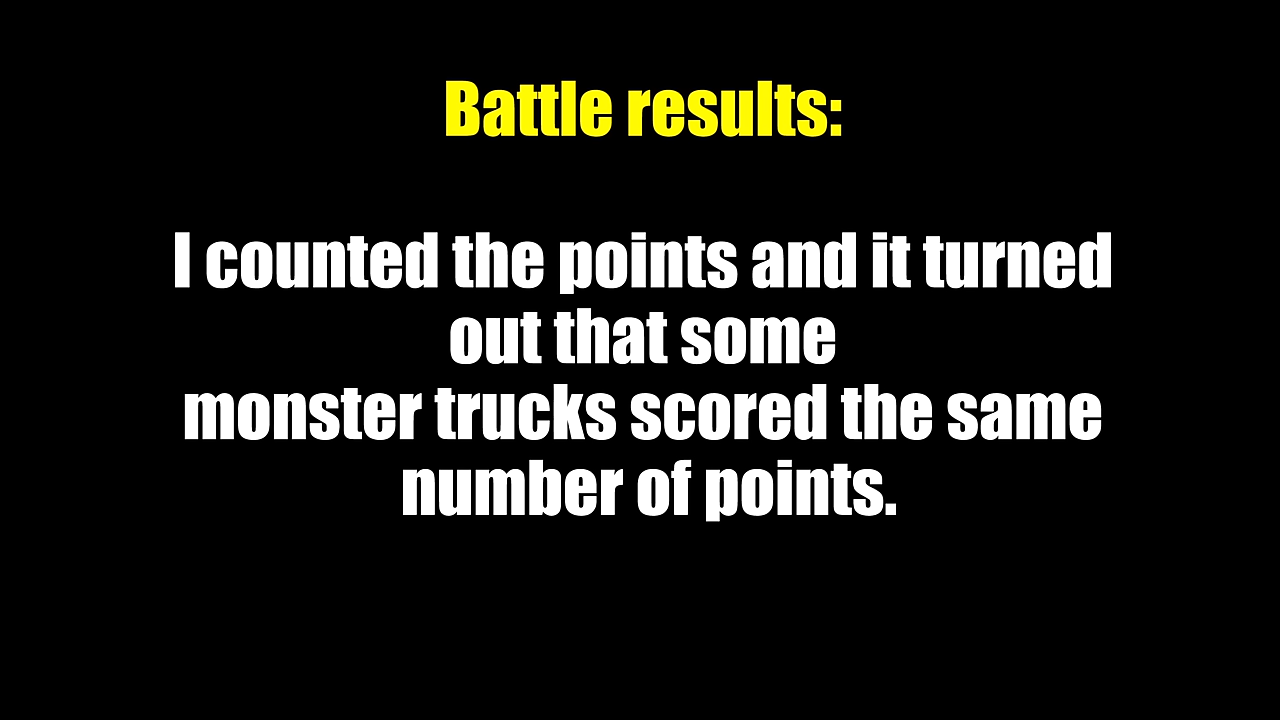 Battle results:
I counted the points and it turned
out that some
monster trucks scored the same
number of points.